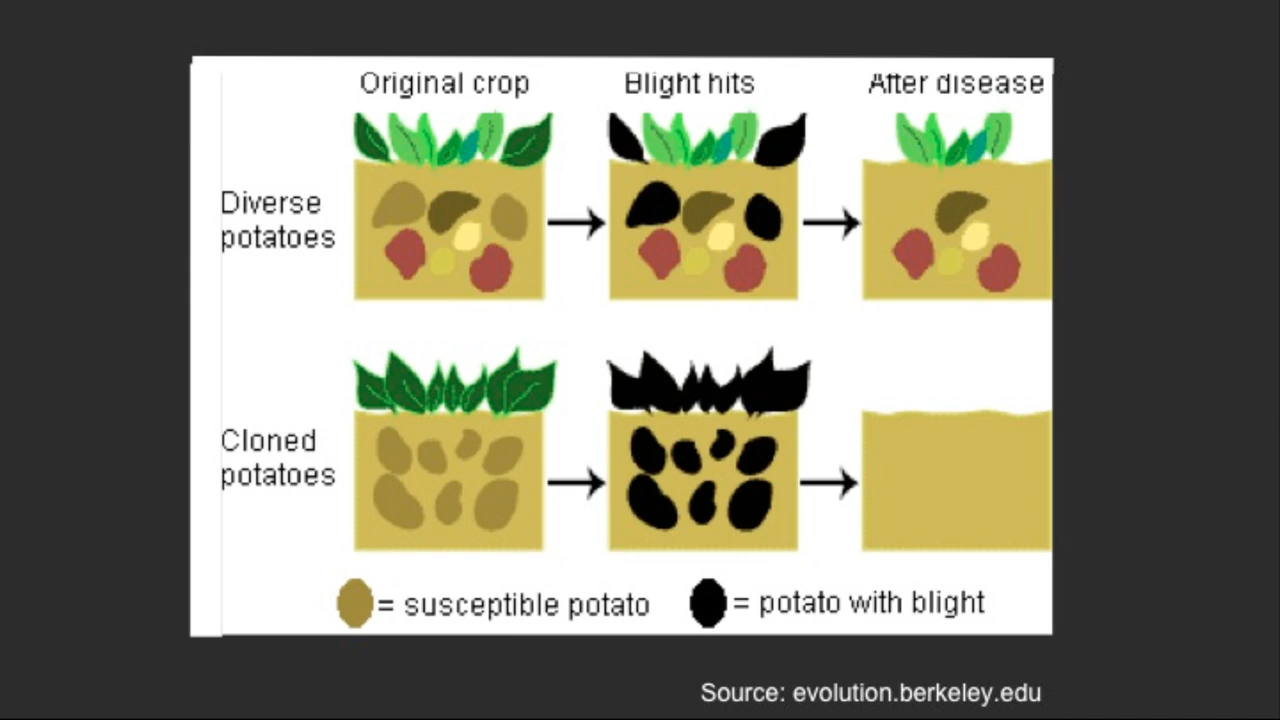 Original crop
Blight hits
After disease
Diverse
potatoes
Cloned
potatoes
= susceptible potato
= potato with blight
Source: evolution.berkeley.edu